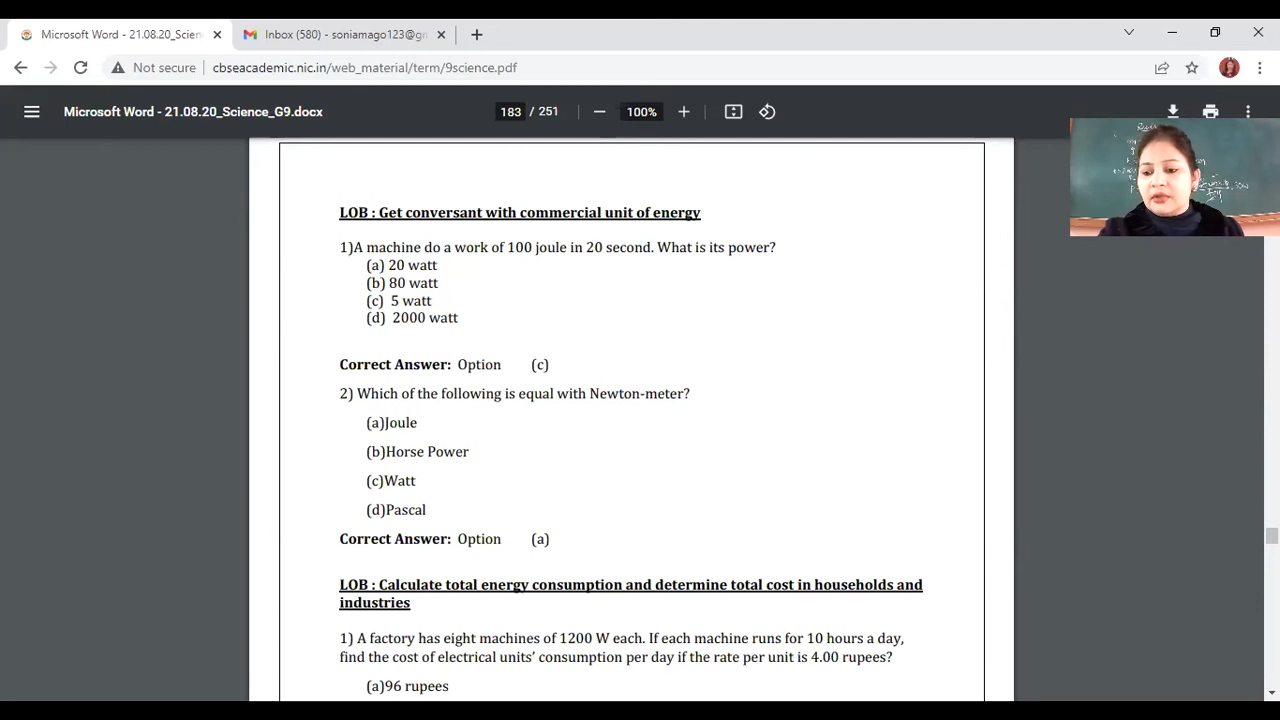 Microsoft Word - 21.08.20_Scien
Inbox (580) - soniamago123@gn
Not secure
cbseacademic.nic.in/web_material/term/9science.pdf
Microsoft Word - 21.08.20_Science_G9.docx
183 / 251
100%
LOB : Get conversant with commercial unit of energy
1)A machine do a work of 100 joule in 20 second. What is its power?
(a) 20 watt
(b) 80 watt
(c) 5 watt
(d) 2000 watt
Correct Answer: Option (c)
2) Which of the following is equal with Newton-meter?
(a)Joule
(b)Horse Power
(c)Watt
(d)Pascal
Correct Answer: Option (a)
LOB : Calculate total energy consumption and determine total cost in households and
industries
1) A factory has eight machines of 1200 W each. If each machine runs for 10 hours a day,
find the cost of electrical units’ consumption per day if the rate per unit is 4.00 rupees?
(a)96 rupees